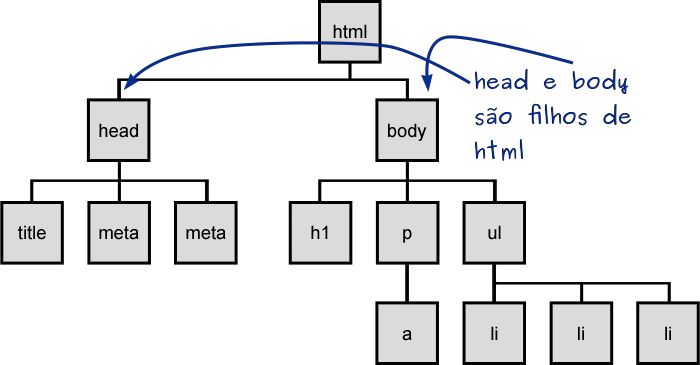 html
head e body
são filhos de
html
head
body
title
meta
meta
h1
p
ul
a
li
li
li